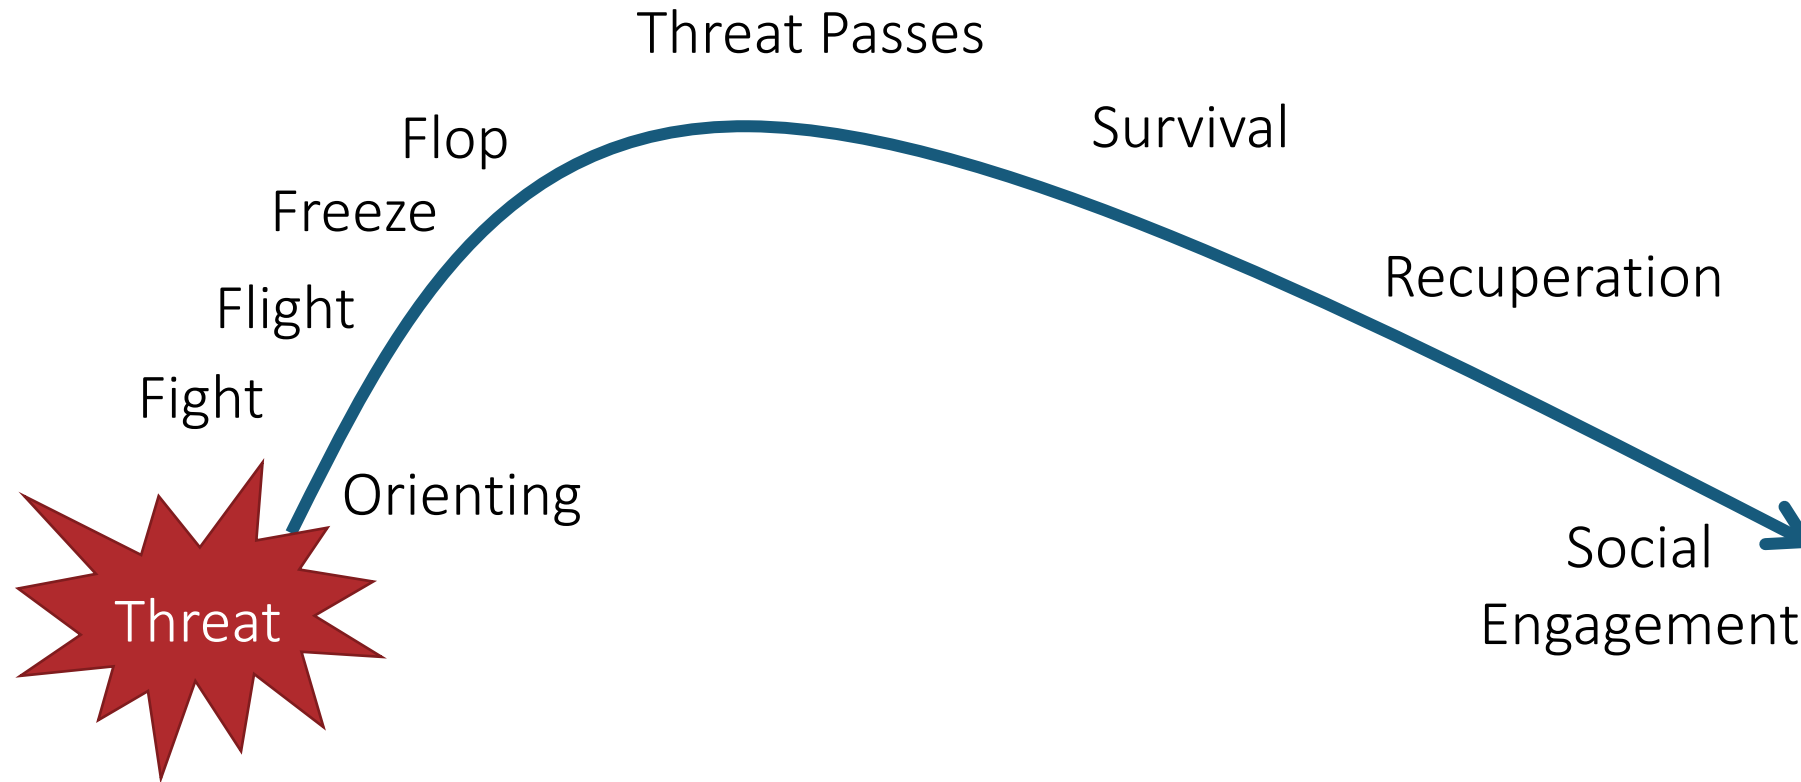 Threat Passes
Flop
Survival
Freeze
Recuperation
Flight
Fight
Orienting
Social
Engagement
Threat